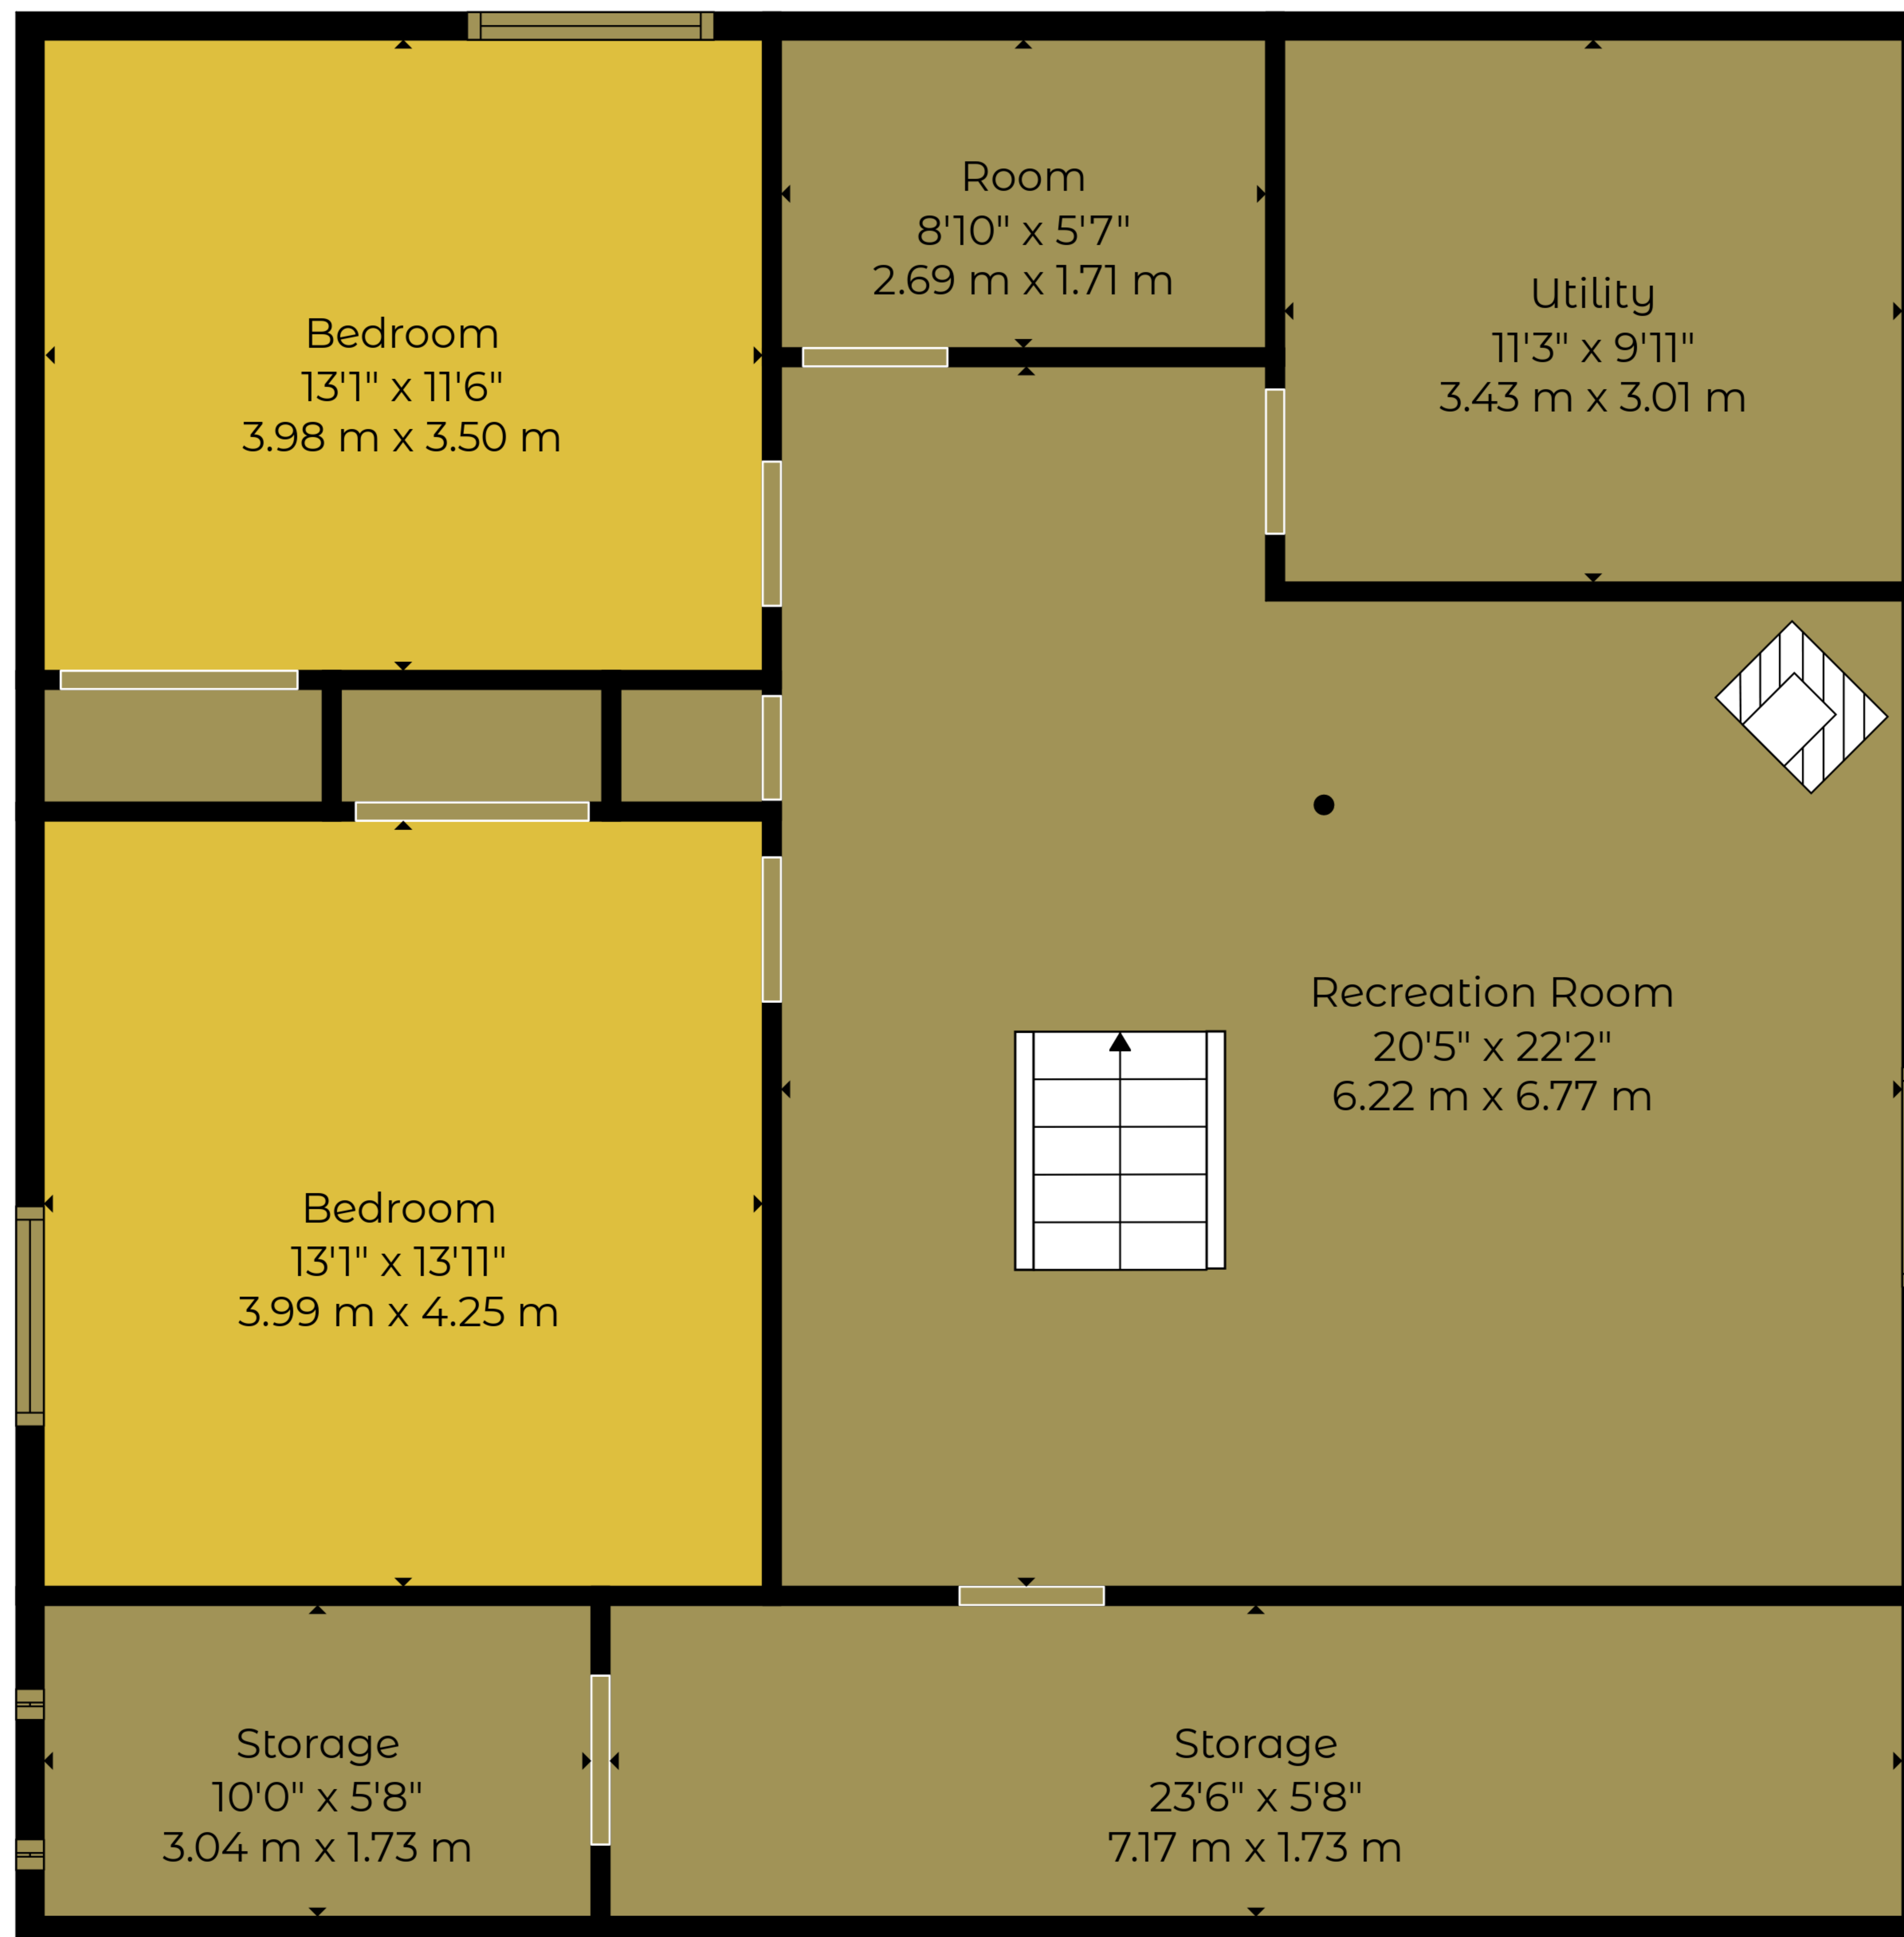 Room
8'10" x 5'7"
2.69 m x 1.71 m
Utility
11'3" x 9'11"
3.43 m x 3.01 m
Bedroom
13'1" x 11'6"
3.98 m x 3.50 m
Recreation Room
20'5" x 22'2"
6.22 m x 6.77 m
Bedroom
13'1" x 13'11"
3.99 m x 4.25 m
Storage
10'0" x 5'8"
3.04 m x 1.73 m
Storage
23'6" x 5'8"
7.17 m x 1.73 m